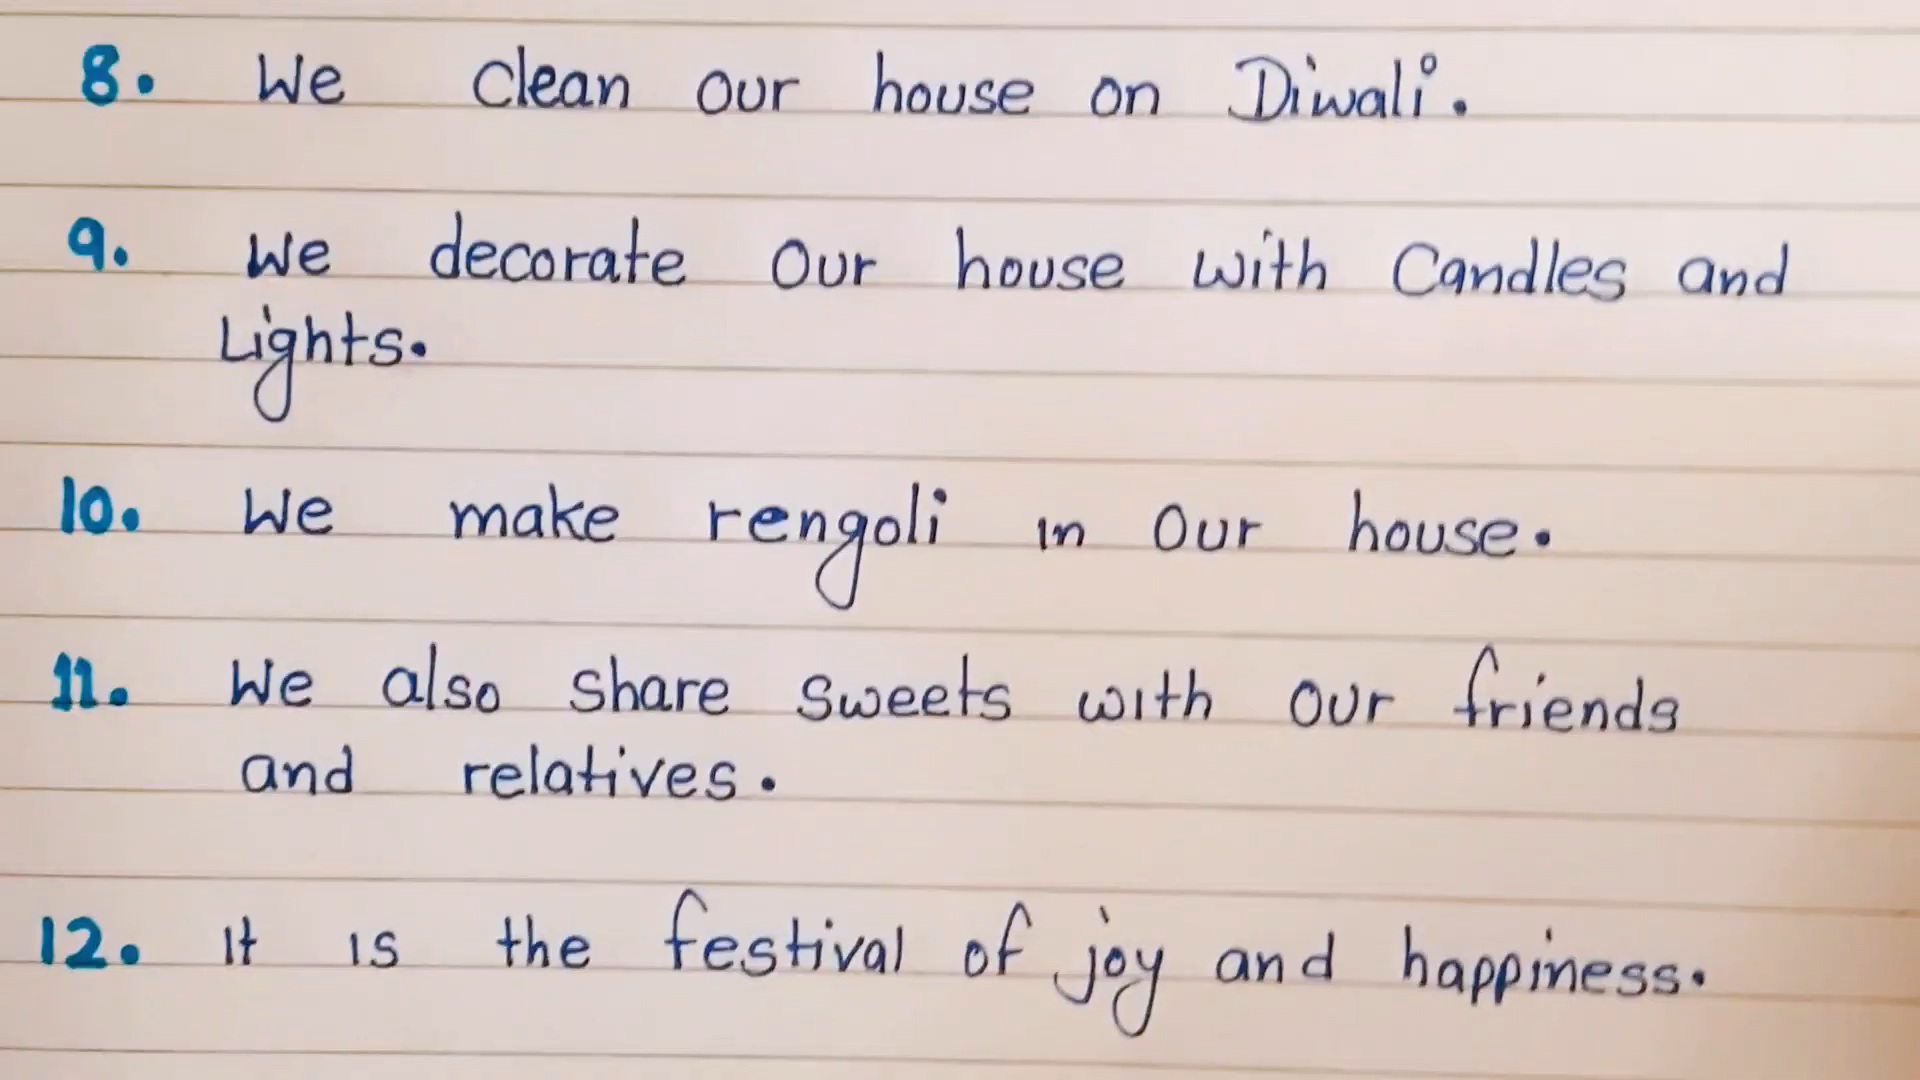 8. We clean our house on Diwali.
9. We decorate our house with Candles and
Lights.
10. We make rengoli in our house.
11. We also share sweets with our friends
and relatives.
12. It is the festival of joy and happiness.